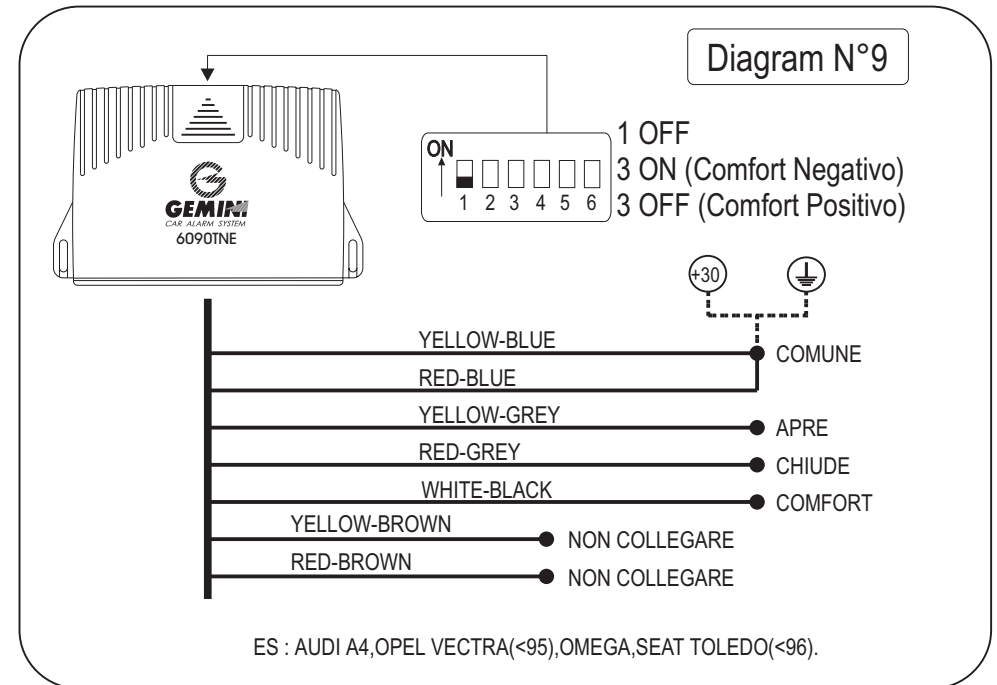 Diagram N°9
ON
1 2 3 4 5 6
1 OFF
3 ON (Comfort Negativo)
3 OFF (Comfort Positivo)
GEMINI
CAR ALARM SYSTEM
6090TNE
+30
YELLOW-BLUE
COMUNE
RED-BLUE
YELLOW-GREY
APRE
RED-GREY
CHIUDE
WHITE-BLACK
COMFORT
YELLOW-BROWN
NON COLLEGARE
RED-BROWN
NON COLLEGARE
ES : AUDI A4,OPEL VECTRA(<95),OMEGA,SEAT TOLEDO(<96).